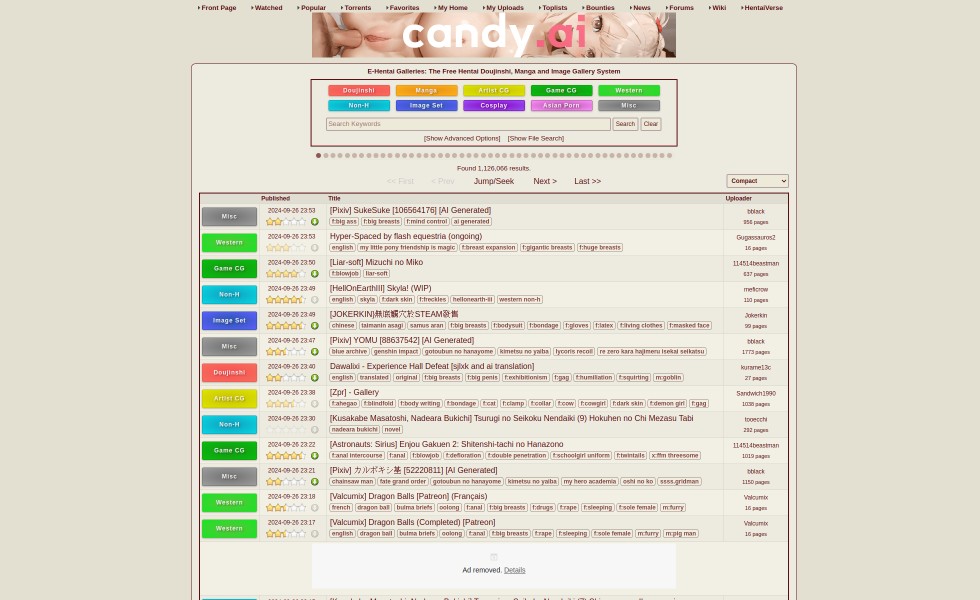 Front Page Watched Popular Torrents Favorites My Home My Uploads Toplists Bounties News Forums Wiki HentaiVerse
candy.ai
E-Hentai Galleries: The Free Hentai Doujinshi, Manga and Image Gallery System
Doujinshi Manga Artist CG Game CG Western
Non-H Image Set Cosplay Asian Porn Misc
Search Keywords Search Clear
[Show Advanced Options] [Show File Search]
Found 1,126,066 results.
<< First < Prev Jump/Seek Next > Last >> Compact
Published Title Uploader
Misc 2024-09-26 23:53 [Pixiv] SukeSuke [106564176] [AI Generated] bblack
f:big ass f:big breasts f:mind control ai generated 956 pages
Western 2024-09-26 23:53 Hyper-Spaced by flash equestria (ongoing) Gugassauros2
english my little pony friendship is magic f:breast expansion f:gigantic breasts f:huge breasts 16 pages
Game CG 2024-09-26 23:50 [Liar-soft] Mizuchi no Miko 114514beastman
f:blowjob liar-soft 637 pages
Non-H 2024-09-26 23:49 [HellOnEarthIII] Skyla! (WIP) meficrow
english skyla f:dark skin f:freckles hellonearth-iii western non-h 110 pages
Image Set 2024-09-26 23:49 [JOKERKIN]無底觸穴於STEAM發售 Jokerkin
chinese taimanin asagi samus aran f:big breasts f:bodysuit f:bondage f:gloves f:latex f:living clothes f:masked face 99 pages
Misc 2024-09-26 23:47 [Pixiv] YOMU [88637542] [AI Generated] bblack
blue archive genshin impact gotoubun no hanayome kimetsu no yaiba lycoris recoil re zero kara hajimeru isekai seikatsu 1773 pages
Doujinshi 2024-09-26 23:40 Dawalixi - Experience Hall Defeat [sjlxk and ai translation] kurame13c
english translated original f:big breasts f:big penis f:exhibitionism f:gag f:humiliation f:squirting m:goblin 27 pages
Artist CG 2024-09-26 23:38 [Zpr] - Gallery Sandwich1990
f:ahegao f:blindfold f:body writing f:bondage f:cat f:clamp f:collar f:cow f:cowgirl f:dark skin f:demon girl f:gag 1038 pages
Non-H 2024-09-26 23:30 [Kusakabe Masatoshi, Nadeara Bukichi] Tsurugi no Seikoku Nendaiki (9) Hokuhen no Chi Mezasu Tabi tooecchi
nadeara bukichi novel 292 pages
Game CG 2024-09-26 23:22 [Astronauts: Sirius] Enjou Gakuen 2: Shitenshi-tachi no Hanazono 114514beastman
f:anal intercourse f:anal f:blowjob f:defloration f:double penetration f:schoolgirl uniform f:twintails x:ffm threesome 1019 pages
Misc 2024-09-26 23:21 [Pixiv] カルボキシ基 [52220811] [AI Generated] bblack
chainsaw man fate grand order gotoubun no hanayome kimetsu no yaiba my hero academia oshi no ko ssss.gridman 1150 pages
Western 2024-09-26 23:18 [Valcumix] Dragon Balls [Patreon] (Français) Valcumix
french dragon ball bulma briefs oolong f:anal f:big breasts f:drugs f:rape f:sleeping f:sole female m:furry 16 pages
Western 2024-09-26 23:17 [Valcumix] Dragon Balls (Completed) [Patreon] Valcumix
english dragon ball bulma briefs oolong f:anal f:big breasts f:rape f:sleeping f:sole female m:furry m:pig man 16 pages
Ad removed. Details